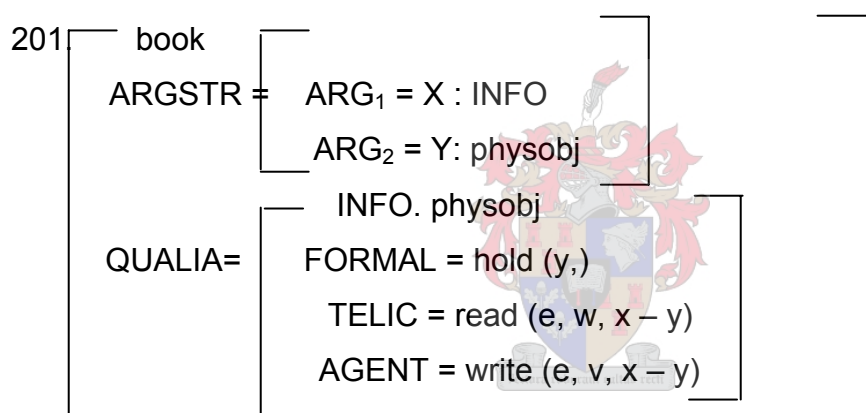 201. book
ARGSTR = ARG₁ = X : INFO
ARG₂ = Y: physobj
INFO. physobj
QUALIA= FORMAL = hold (y,)
TELIC = read (e, w, x – y)
AGENT = write (e, v, x – y)